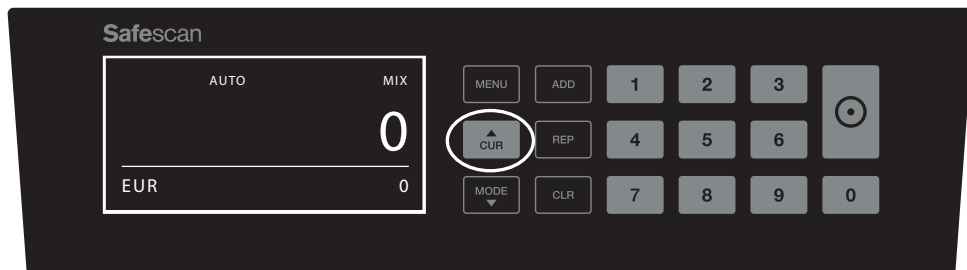 Safescan
AUTO MIX
0
EUR 0
MENU ADD 1 2 3
CUR REP 4 5 6
MODE CLR 7 8 9 0